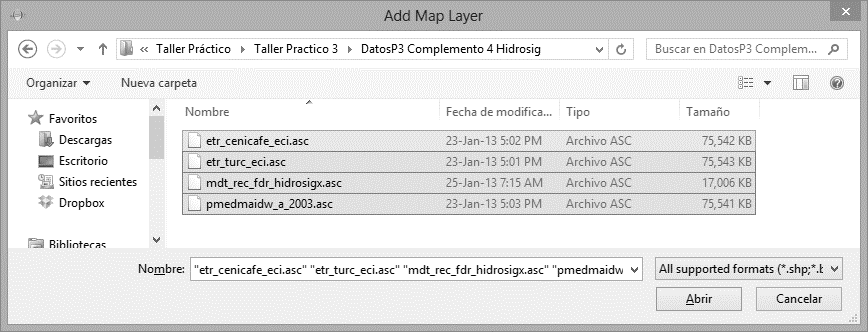 Add Map Layer
« Taller Práctico ▸ Taller Practico 3 ▸ DatosP3 Complemento 4 Hidrosig
Buscar en DatosP3 Complem...
Organizar
Nueva carpeta
Favoritos
Descargas
Escritorio
Sitios recientes
Dropbox
Bibliotecas
Nombre Fecha de modifica... Tipo Tamaño
etr_cenicafe_eci.asc 23-Jan-13 5:02 PM Archivo ASC 75,542 KB
etr_turc_eci.asc 23-Jan-13 5:01 PM Archivo ASC 75,543 KB
mdt_rec_fdr_hidrosigx.asc 25-Jan-13 7:15 AM Archivo ASC 17,006 KB
pmedmaidw_a_2003.asc 23-Jan-13 5:03 PM Archivo ASC 75,541 KB
Nombre: "etr_cenicafe_eci.asc" "etr_turc_eci.asc" "mdt_rec_fdr_hidrosigx.asc" "pmedmaidw
All supported formats (*.shp;*.b
Abrir
Cancelar